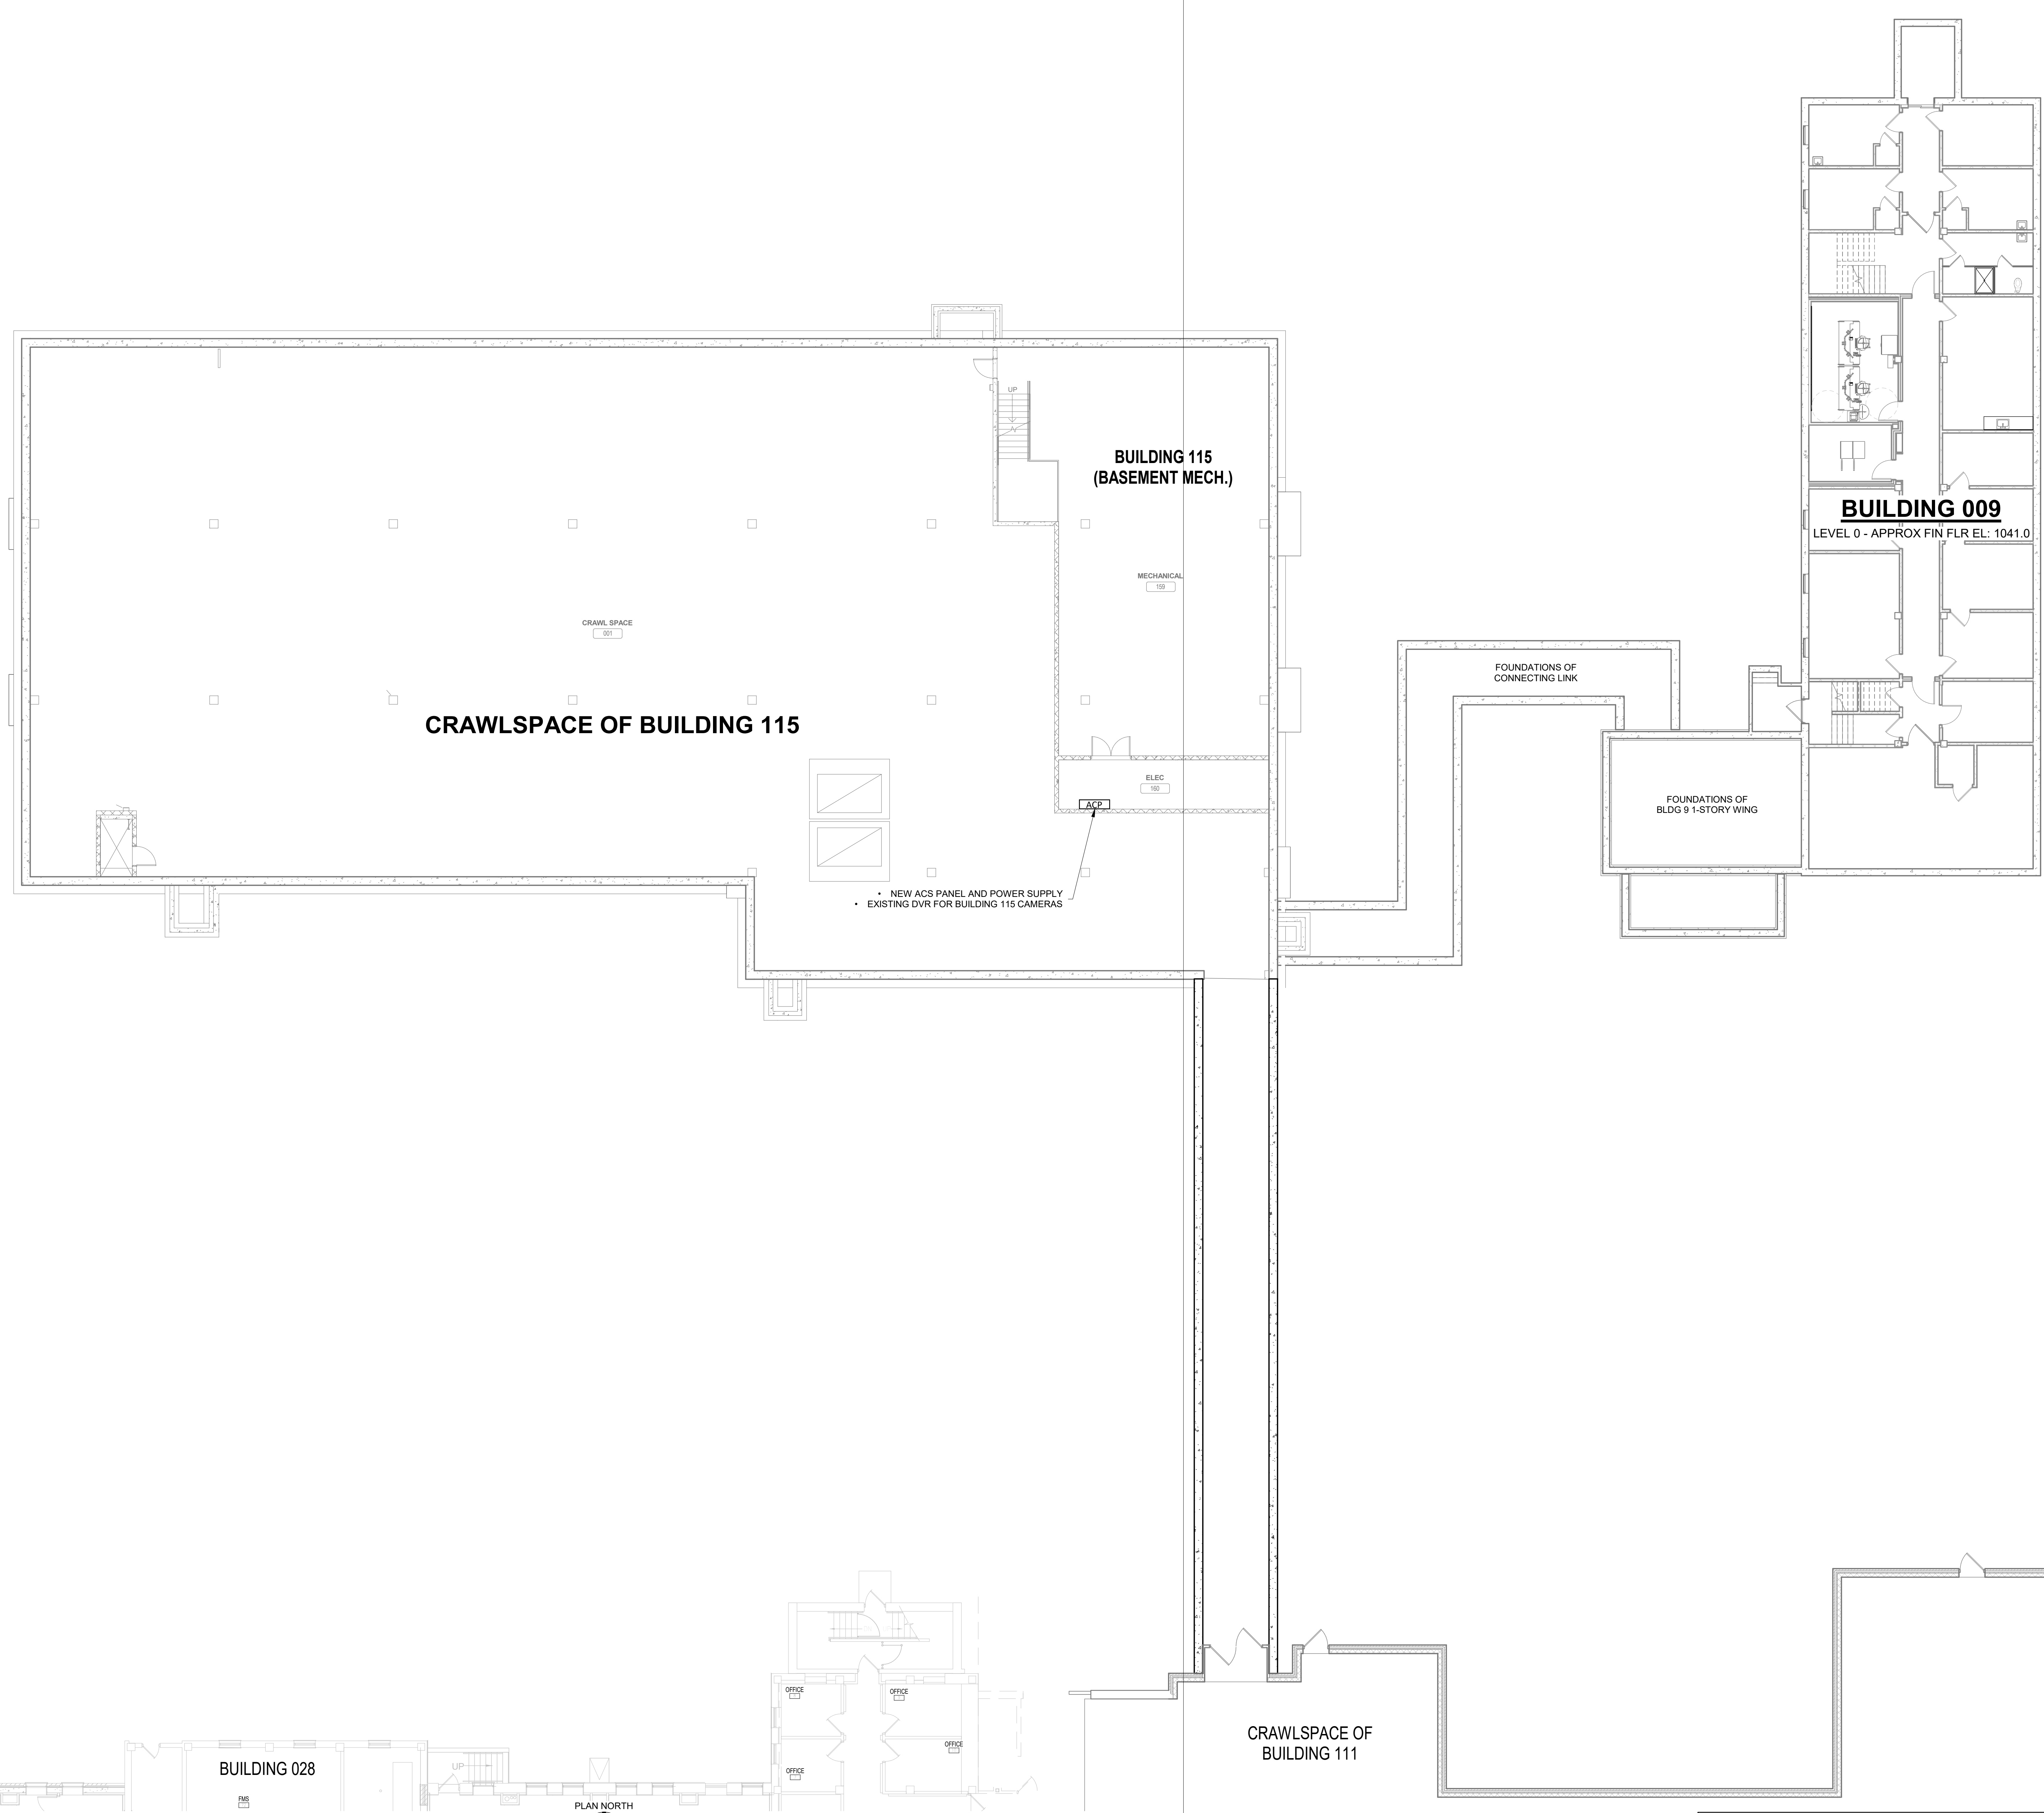 UP
BUILDING 115
(BASEMENT MECH.)
BUILDING 009
LEVEL 0 - APPROX FIN FLR EL: 1041.0
MECHANICAL
159
CRAWL SPACE
001
FOUNDATIONS OF
CONNECTING LINK
CRAWLSPACE OF BUILDING 115
ELEC
160
ACP
FOUNDATIONS OF
BLDG 9 1-STORY WING
• NEW ACS PANEL AND POWER SUPPLY
• EXISTING DVR FOR BUILDING 115 CAMERAS
OFFICE
OFFICE
CRAWLSPACE OF
BUILDING 111
OFFICE
BUILDING 028
UP
OFFICE
FMS
PLAN NORTH